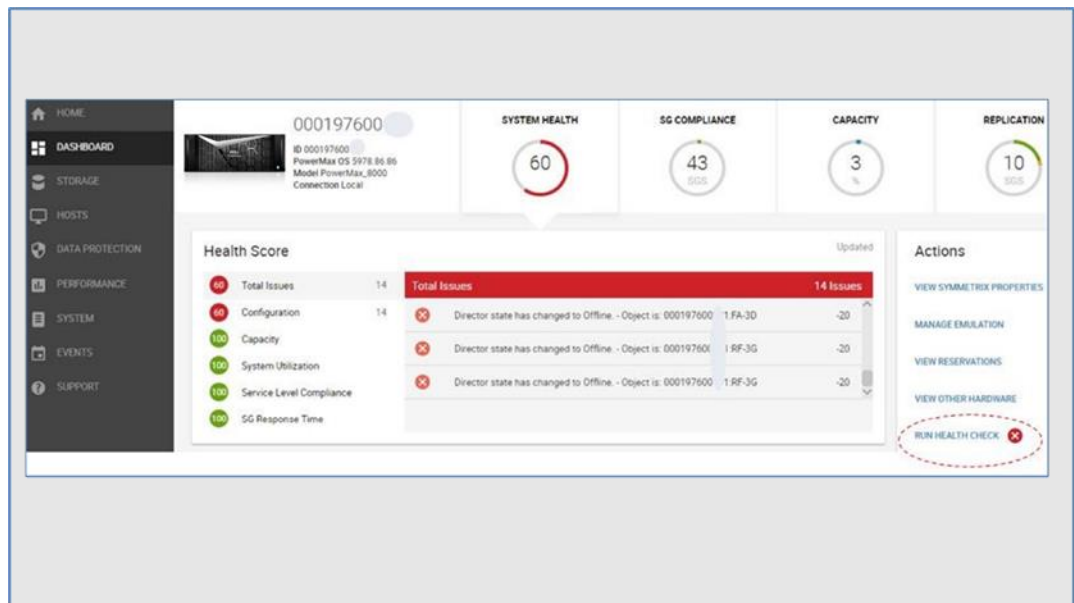 HOME
DASHBOARD
STORAGE
HOSTS
DATA PROTECTION
PERFORMANCE
SYSTEM
EVENTS
SUPPORT
000197600
ID 000197600
PowerMax OS 5978.86.86
Model PowerMax_8000
Connection Local
SYSTEM HEALTH
60
SG COMPLIANCE
43
SGS
CAPACITY
3
%
REPLICATION
10
SGS
Health Score
Updated
60 Total Issues 14
60 Configuration 14
100 Capacity
100 System Utilization
100 Service Level Compliance
100 SG Response Time
Total Issues 14 Issues
Director state has changed to Offline. - Object is: 000197600 1:FA-3D -20
Director state has changed to Offline. - Object is: 00019760 1:RF-3G -20
Director state has changed to Offline. - Object is: 000197600 1:RF-3G -20
Actions
VIEW SYMMETRIX PROPERTIES
MANAGE EMULATION
VIEW RESERVATIONS
VIEW OTHER HARDWARE
RUN HEALTH CHECK